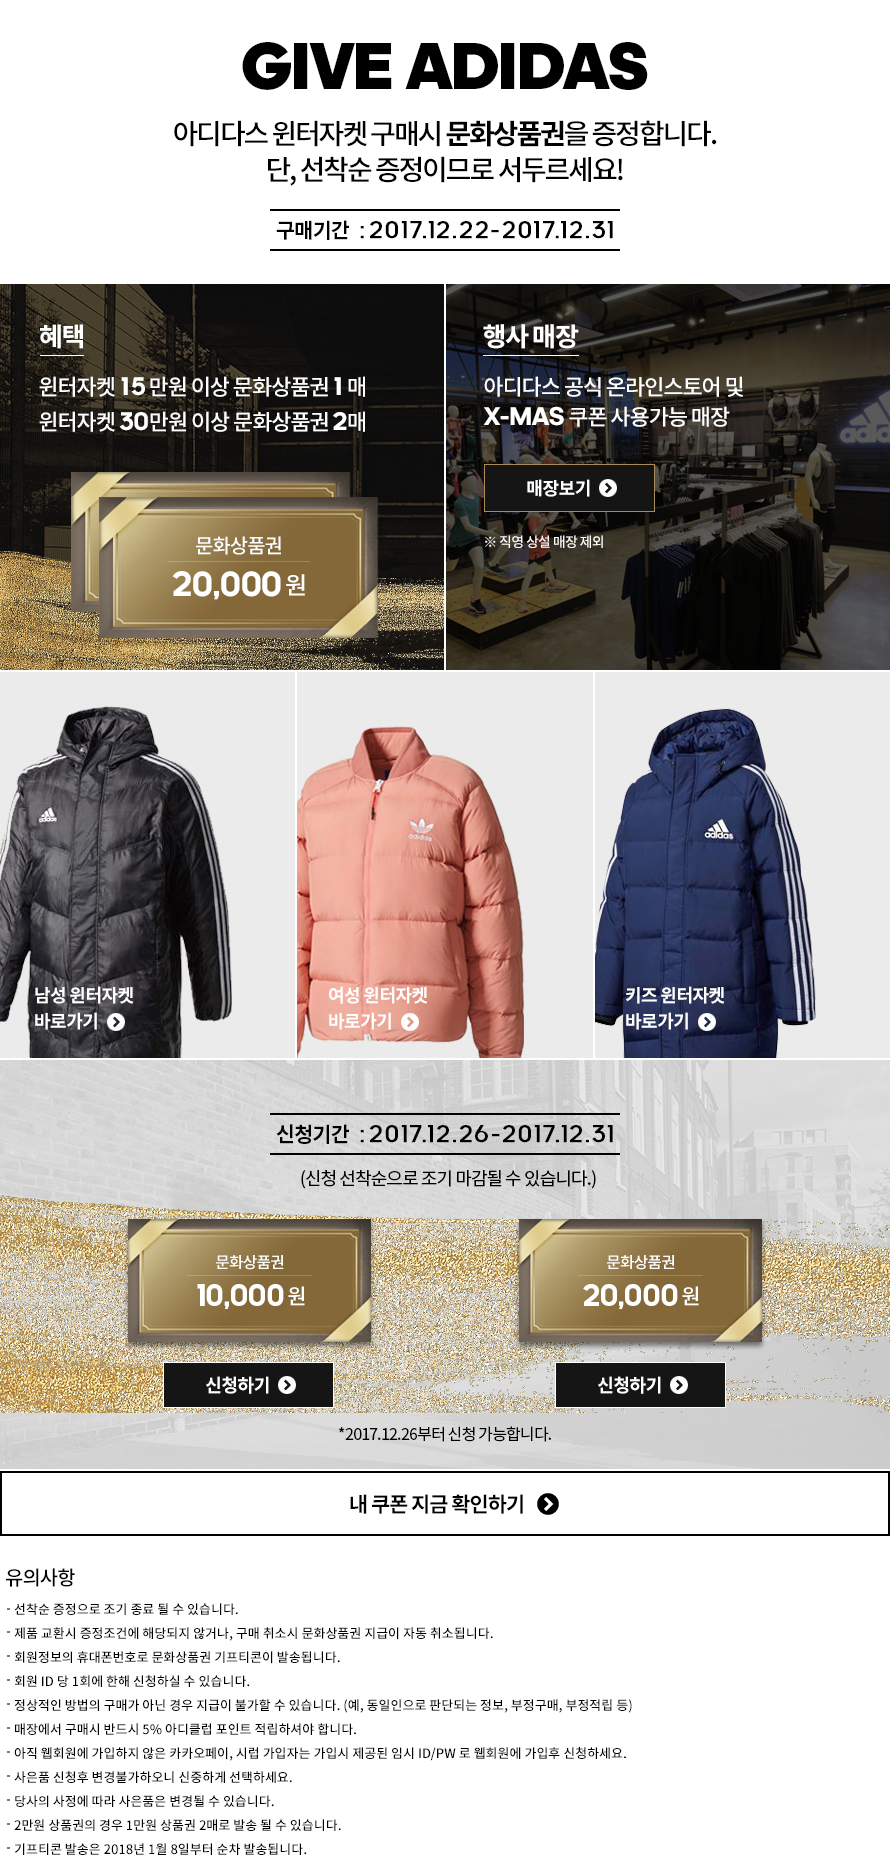 GIVE ADIDAS
아디다스 윈터자켓 구매시 문화상품권을 증정합니다.
단, 선착순 증정이므로 서두르세요!
구매기간 : 2017.12.22-2017.12.31
혜택
윈터자켓 15만원 이상 문화상품권 1 매
윈터자켓 30만원 이상 문화상품권 2매
문화상품권
20,000 원
행사 매장
아디다스 공식 온라인스토어 및
X-MAS 쿠폰 사용가능 매장
매장보기
※ 직영 상설 매장 제외
adidas
남성 윈터자켓
바로가기
adidas
여성 윈터자켓
바로가기
adidas
키즈 윈터자켓
바로가기
신청기간 : 2017.12.26-2017.12.31
(신청 선착순으로 조기 마감될 수 있습니다.)
문화상품권
10,000 원
신청하기
문화상품권
20,000 원
신청하기
*2017.12.26부터 신청 가능합니다.
내 쿠폰 지금 확인하기
유의사항
- 선착순 증정으로 조기 종료 될 수 있습니다.
- 제품 교환시 증정조건에 해당되지 않거나, 구매 취소시 문화상품권 지급이 자동 취소됩니다.
- 회원정보의 휴대폰번호로 문화상품권 기프티콘이 발송됩니다.
- 회원 ID 당 1회에 한해 신청하실 수 있습니다.
- 정상적인 방법의 구매가 아닌 경우 지급이 불가할 수 있습니다. (예, 동일인으로 판단되는 정보, 부정구매, 부정적립 등)
- 매장에서 구매시 반드시 5% 아디클럽 포인트 적립하셔야 합니다.
- 아직 웹회원에 가입하지 않은 카카오페이, 시럽 가입자는 가입시 제공된 임시 ID/PW 로 웹회원에 가입후 신청하세요.
- 사은품 신청후 변경불가하오니 신중하게 선택하세요.
- 당사의 사정에 따라 사은품은 변경될 수 있습니다.
- 2만원 상품권의 경우 1만원 상품권 2매로 발송 될 수 있습니다.
- 기프티콘 발송은 2018년 1월 8일부터 순차 발송됩니다.